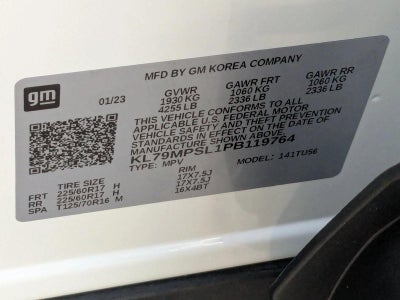 gm
MFD BY GM KOREA COMPANY
01/23 GVWR GAWR FRT GAWR RR
1930 KG 1060 KG 1060 KG
4255 LB 2336 LB 2336 LB
THIS VEHICLE CONFORMS TO ALL
APPLICABLE U.S. FEDERAL MOTOR
VEHICLE SAFETY AND THEFT PREVENTION
STANDARDS IN EFFECT ON THE DATE OF
MANUFACTURE SHOWN ABOVE.
KL79MPSL1PB119764
TYPE: MPV MODEL: 141TU56
TIRE SIZE RIM
FRT 225/60R17 H 17X7.5J
RR 225/60R17 H 17X7.5J
SPA T125/70R16 M 16X4BT